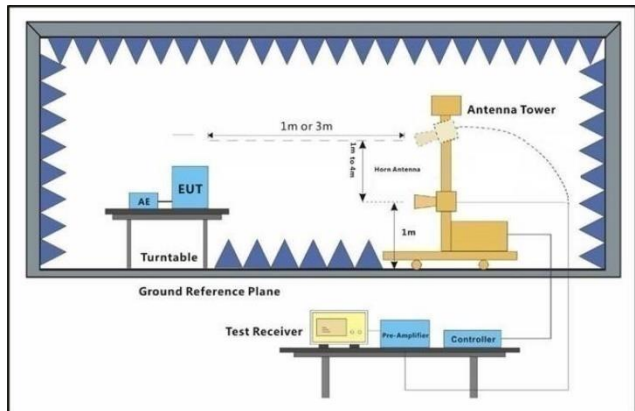 Antenna Tower
1m or 3m
1m to 4m
Horn Antenna
EUT
AE
1m
Turntable
Ground Reference Plane
Test Receiver
Pre-Amplifier
Controller